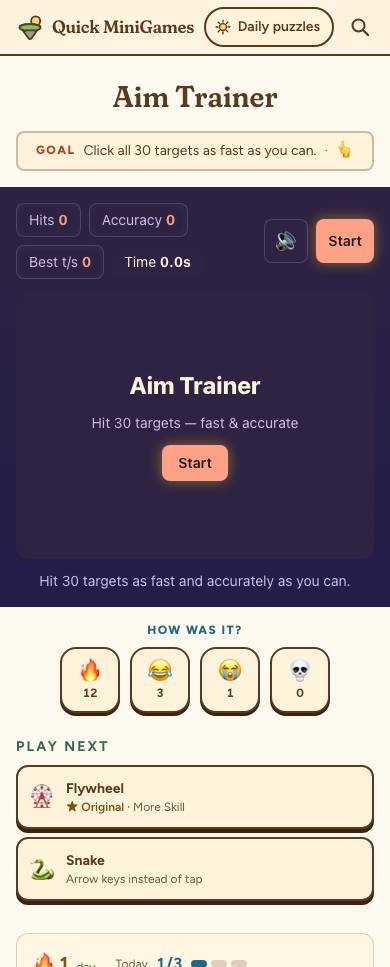 Quick MiniGames
Daily puzzles
Aim Trainer
GOAL Click all 30 targets as fast as you can. ·
Hits 0
Accuracy 0
Best t/s 0
Time 0.0s
Start
Aim Trainer
Hit 30 targets — fast & accurate
Start
Hit 30 targets as fast and accurately as you can.
HOW WAS IT?
12
3
1
0
PLAY NEXT
Flywheel
Original · More Skill
Snake
Arrow keys instead of tap
1 day Today 1/3